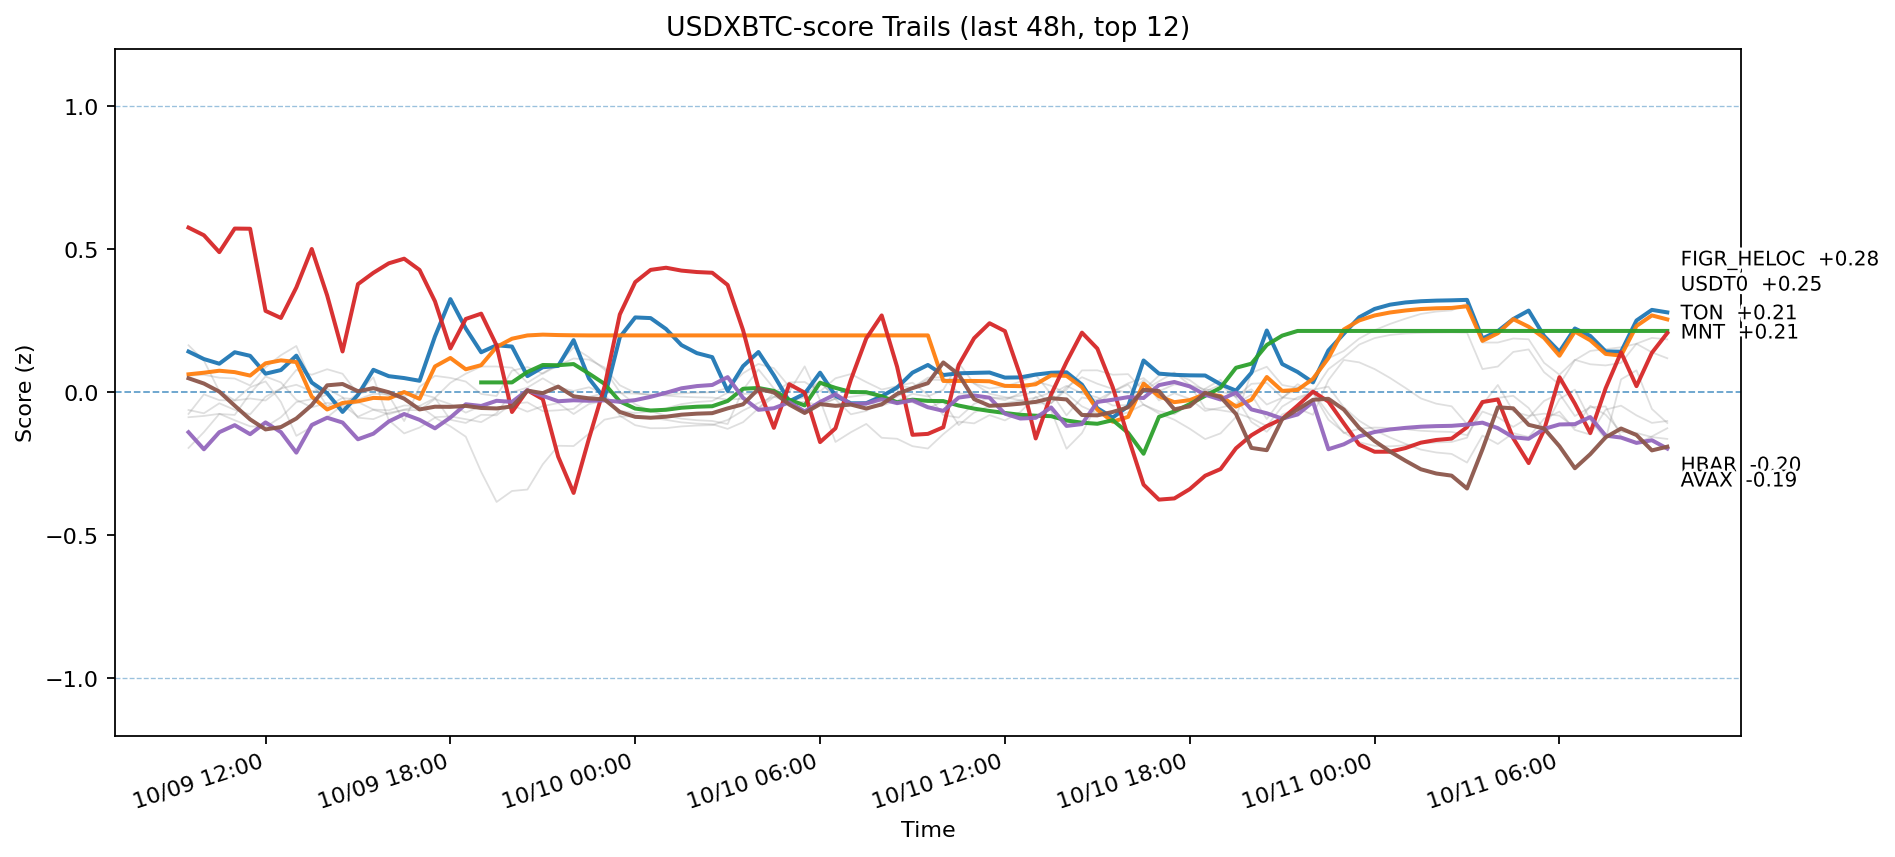 USDXBTC-score Trails (last 48h, top 12)
Score (z)
1.0
0.5
0.0
−0.5
−1.0
FIGR_HELOC +0.28
USDT0 +0.25
TON +0.21
MNT +0.21
HBAR -0.20
AVAX -0.19
10/09 12:00
10/09 18:00
10/10 00:00
10/10 06:00
10/10 12:00
10/10 18:00
10/11 00:00
10/11 06:00
Time